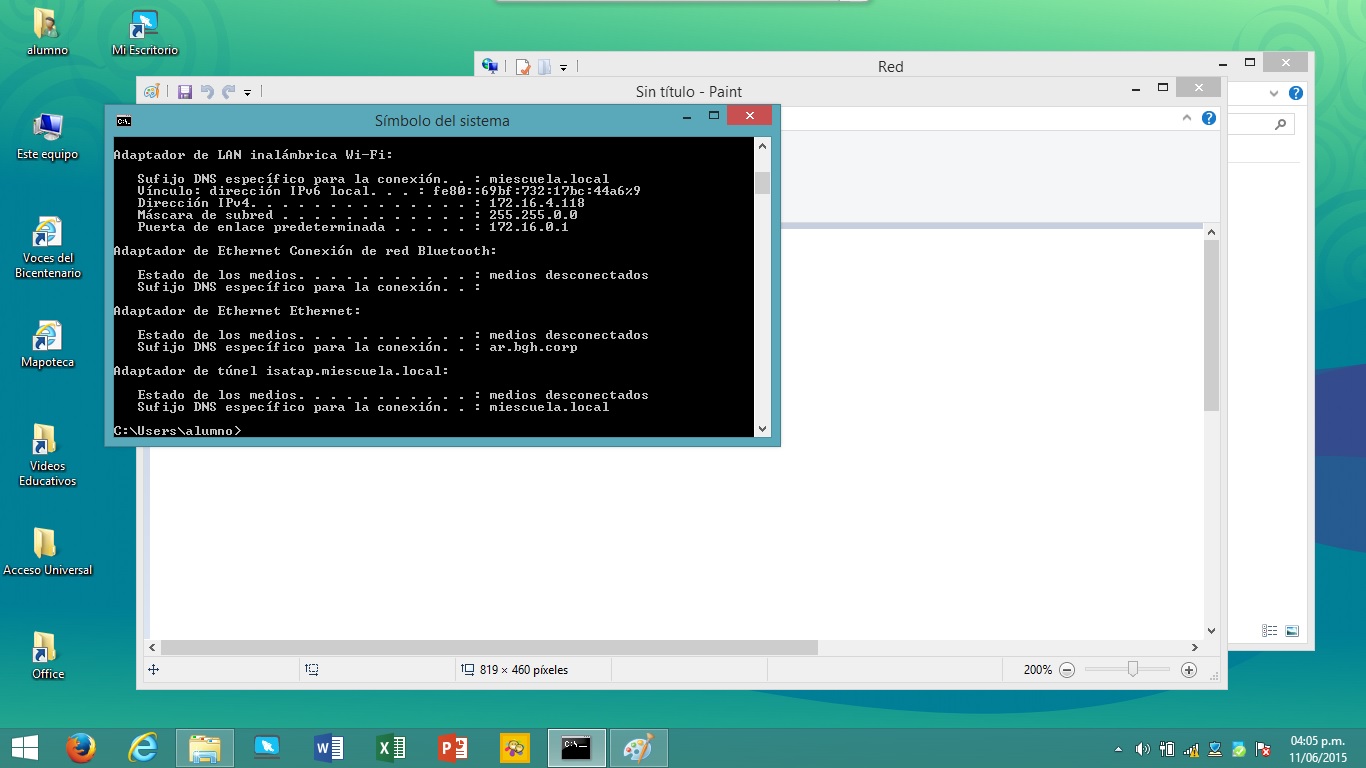 alumno
Mi Escritorio
Este equipo
Voces del
Bicentenario
Mapoteca
Videos
Educativos
Acceso Universal
Office
Red
Sin título - Paint
Símbolo del sistema
Adaptador de LAN inalámbrica Wi-Fi:
Sufijo DNS específico para la conexión. . : miescuela.local
Vínculo: dirección IPv6 local. . . : fe80::69bf:732:17bc:44a6%9
Dirección IPv4. . . . . . . . . . . . . . : 172.16.4.118
Máscara de subred . . . . . . . . . . . . : 255.255.0.0
Puerta de enlace predeterminada . . . . . : 172.16.0.1
Adaptador de Ethernet Conexión de red Bluetooth:
Estado de los medios. . . . . . . . . . . : medios desconectados
Sufijo DNS específico para la conexión. . :
Adaptador de Ethernet Ethernet:
Estado de los medios. . . . . . . . . . . : medios desconectados
Sufijo DNS específico para la conexión. . : ar.bgh.corp
Adaptador de túnel isatap.miescuela.local:
Estado de los medios. . . . . . . . . . . : medios desconectados
Sufijo DNS específico para la conexión. . : miescuela.local
C:\Users\alumno>
819 × 460 píxeles
200%
04:05 p.m.
11/06/2015